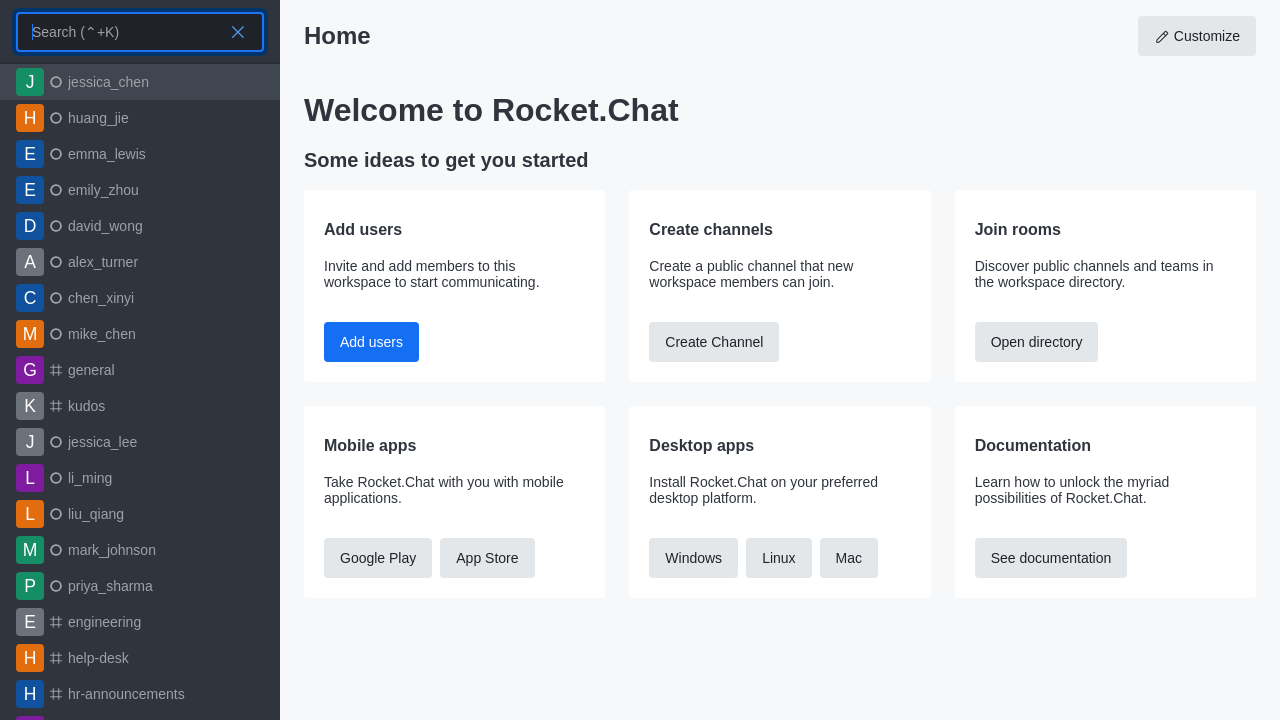 Search (⌃+K)
J jessica_chen
H huang_jie
E emma_lewis
E emily_zhou
D david_wong
A alex_turner
C chen_xinyi
M mike_chen
G general
K kudos
J jessica_lee
L li_ming
L liu_qiang
M mark_johnson
P priya_sharma
E engineering
H help-desk
H hr-announcements
Home
Customize
Welcome to Rocket.Chat
Some ideas to get you started
Add users
Invite and add members to this
workspace to start communicating.
Add users
Create channels
Create a public channel that new
workspace members can join.
Create Channel
Join rooms
Discover public channels and teams in
the workspace directory.
Open directory
Mobile apps
Take Rocket.Chat with you with mobile
applications.
Google Play App Store
Desktop apps
Install Rocket.Chat on your preferred
desktop platform.
Windows Linux Mac
Documentation
Learn how to unlock the myriad
possibilities of Rocket.Chat.
See documentation